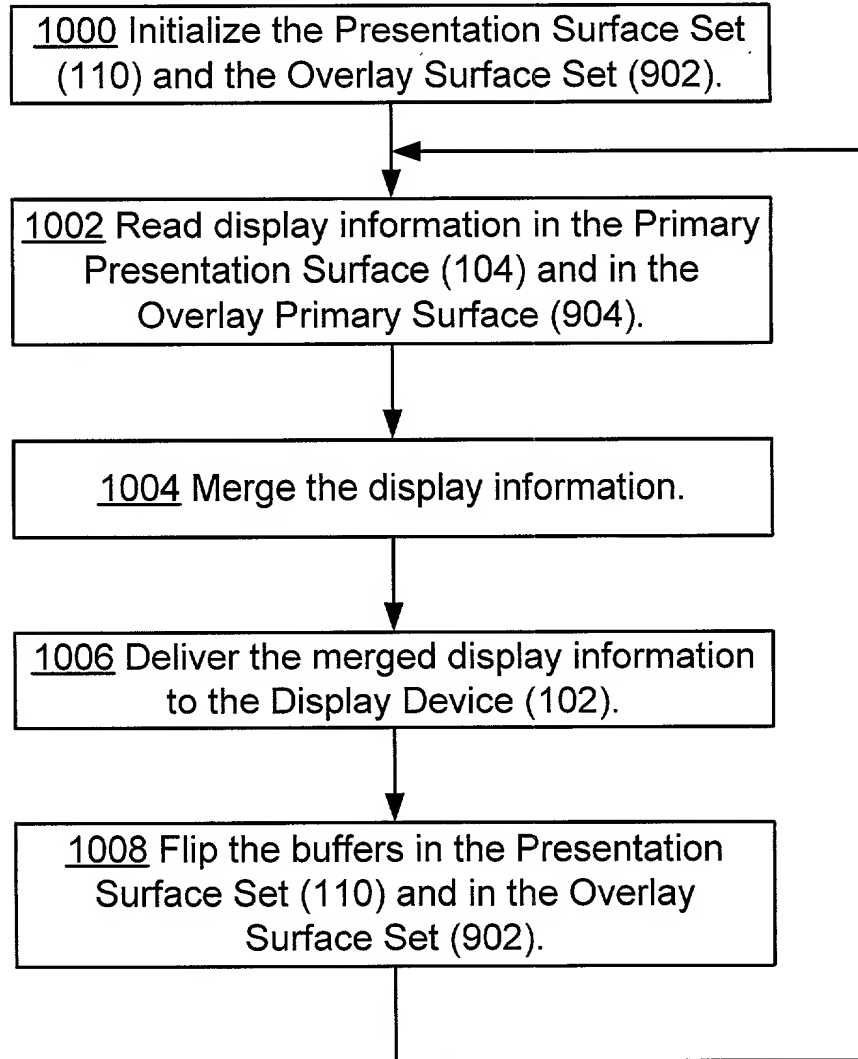 1000 Initialize the Presentation Surface Set
(110) and the Overlay Surface Set (902).
1002 Read display information in the Primary
Presentation Surface (104) and in the
Overlay Primary Surface (904).
1004 Merge the display information.
1006 Deliver the merged display information
to the Display Device (102).
1008 Flip the buffers in the Presentation
Surface Set (110) and in the Overlay
Surface Set (902).